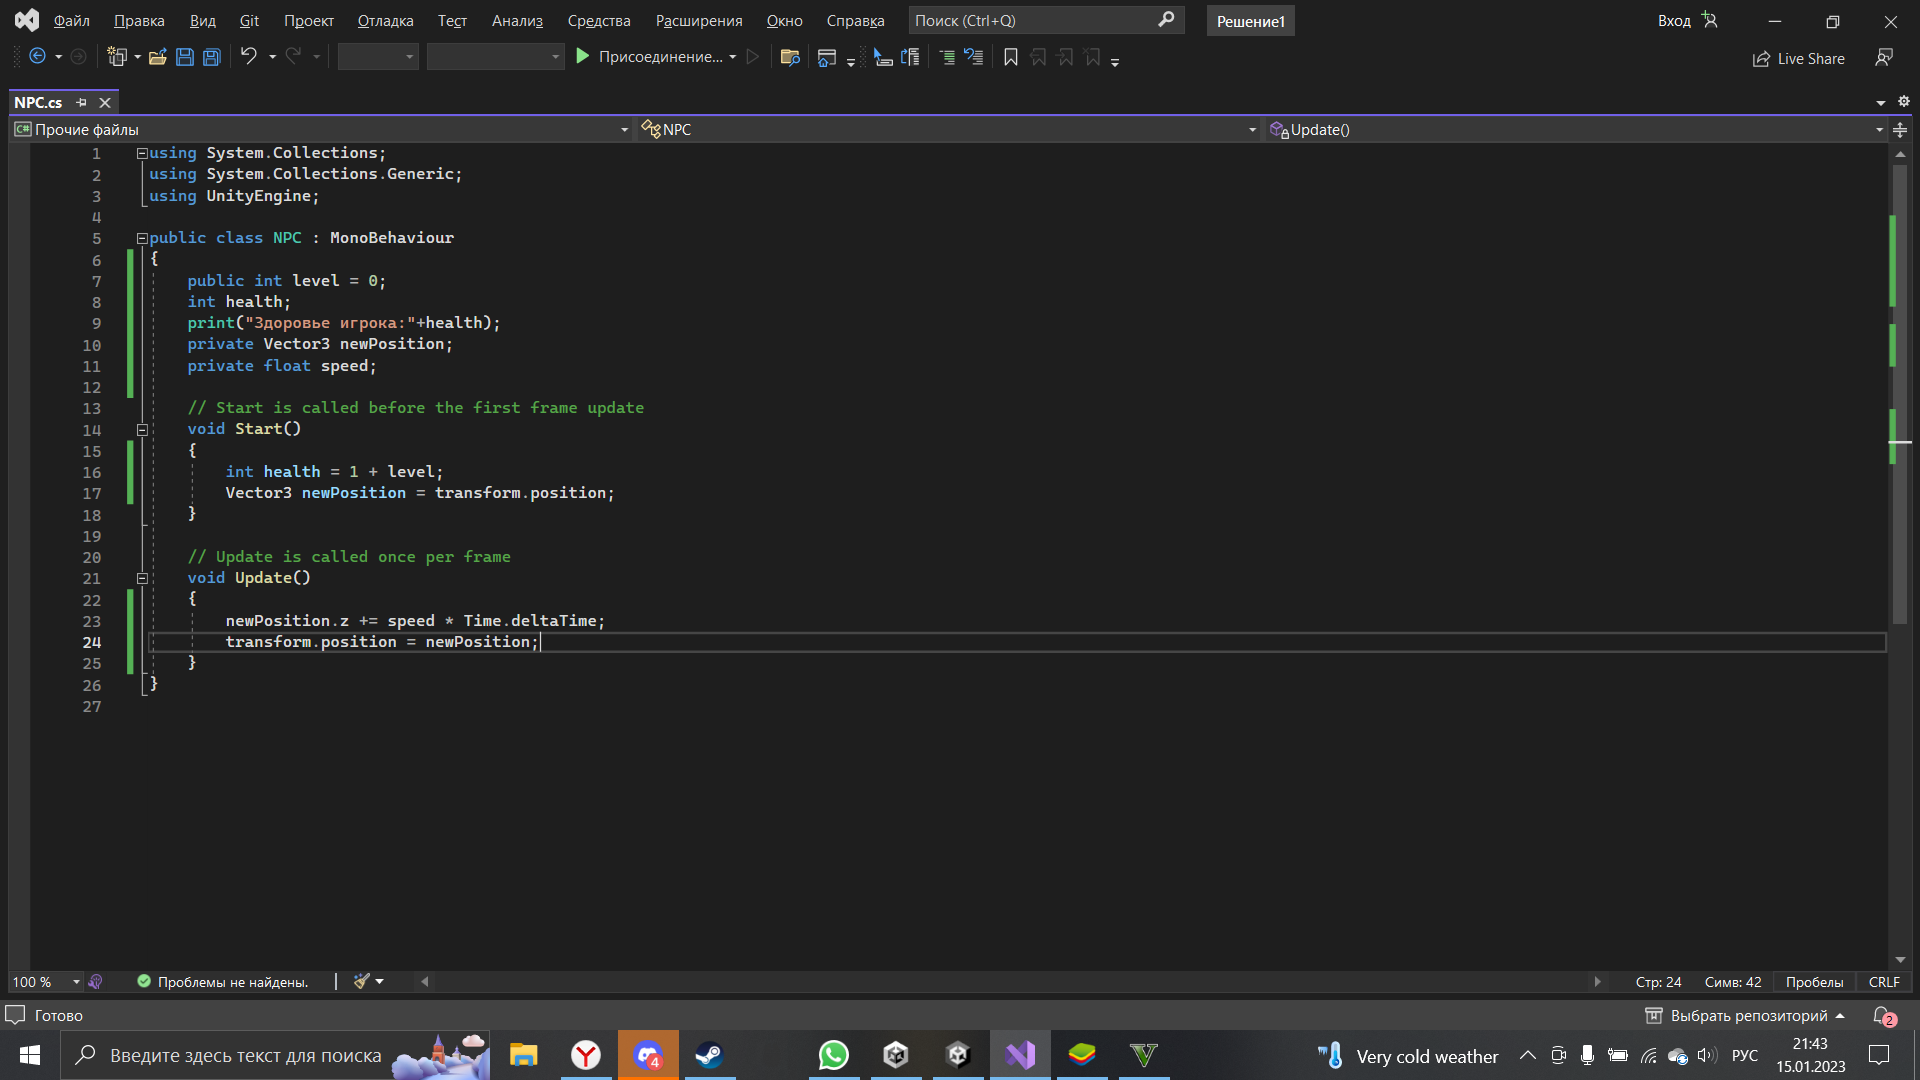 Файл Правка Вид Git Проект Отладка Тест Анализ Средства Расширения Окно Справка Поиск (Ctrl+Q) Решение1 Вход
Присоединение... Live Share
NPC.cs
C# Прочие файлы NPC Update()
1 using System.Collections;
2 using System.Collections.Generic;
3 using UnityEngine;
4
5 public class NPC : MonoBehaviour
6 {
7 public int level = 0;
8 int health;
9 print("Здоровье игрока:"+health);
10 private Vector3 newPosition;
11 private float speed;
12
13 // Start is called before the first frame update
14 void Start()
15 {
16 int health = 1 + level;
17 Vector3 newPosition = transform.position;
18 }
19
20 // Update is called once per frame
21 void Update()
22 {
23 newPosition.z += speed * Time.deltaTime;
24 transform.position = newPosition;
25 }
26 }
27
100 % Проблемы не найдены. Стр: 24 Симв: 42 Пробелы CRLF
Готово Выбрать репозиторий 2
Введите здесь текст для поиска Y 4 V Very cold weather РУС 21:43
15.01.2023